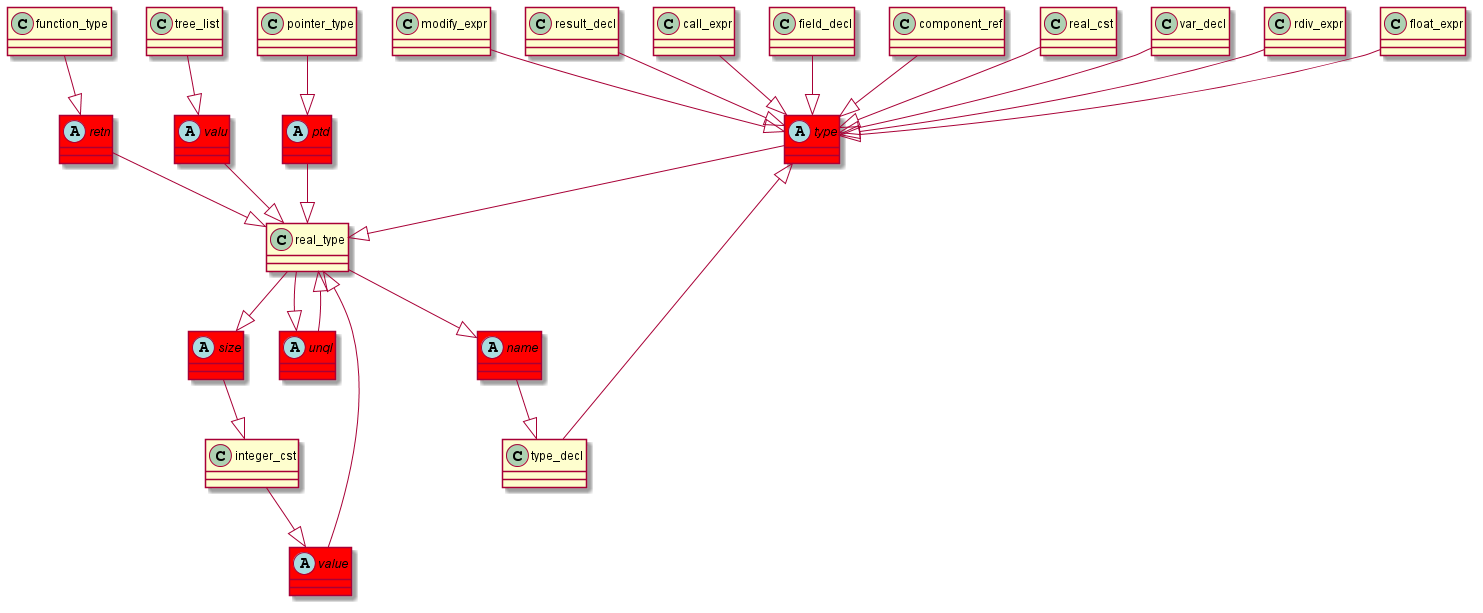 C function_type
C tree_list
C pointer_type
C modify_expr
C result_decl
C call_expr
C field_decl
C component_ref
C real_cst
C var_decl
C rdiv_expr
C float_expr
A retn
A valu
A ptd
A type
C real_type
A size
A unql
A name
C integer_cst
C type_decl
A value